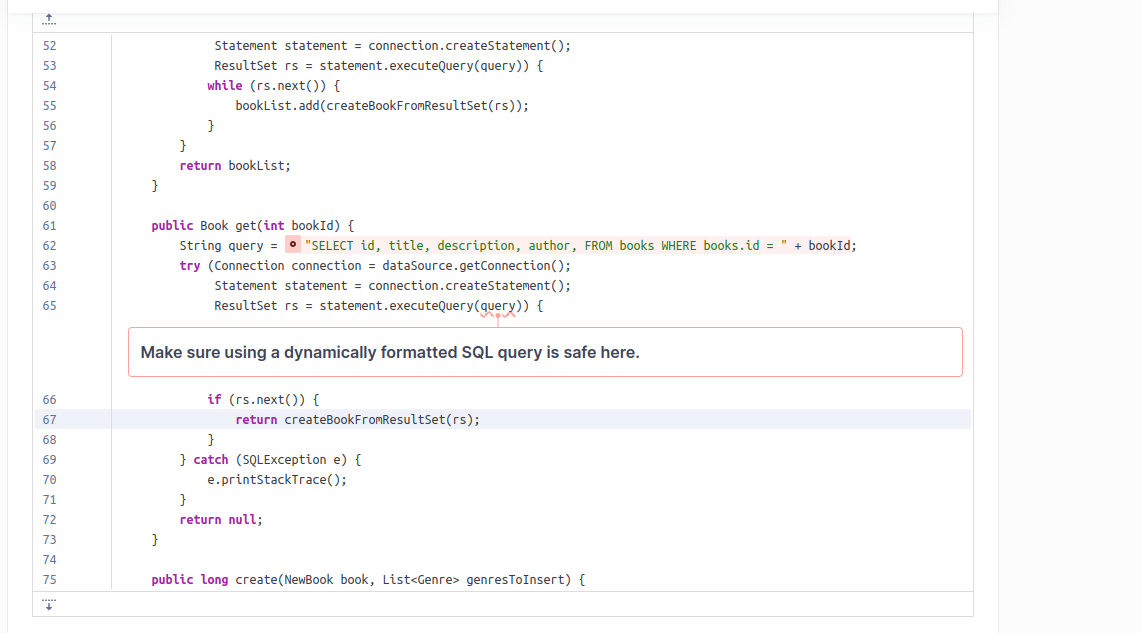 52 Statement statement = connection.createStatement();
53 ResultSet rs = statement.executeQuery(query)) {
54 while (rs.next()) {
55 bookList.add(createBookFromResultSet(rs));
56 }
57 }
58 return bookList;
59 }
60
61 public Book get(int bookId) {
62 String query = "SELECT id, title, description, author, FROM books WHERE books.id = " + bookId;
63 try (Connection connection = dataSource.getConnection();
64 Statement statement = connection.createStatement();
65 ResultSet rs = statement.executeQuery(query)) {
Make sure using a dynamically formatted SQL query is safe here.
66 if (rs.next()) {
67 return createBookFromResultSet(rs);
68 }
69 } catch (SQLException e) {
70 e.printStackTrace();
71 }
72 return null;
73 }
74
75 public long create(NewBook book, List<Genre> genresToInsert) {